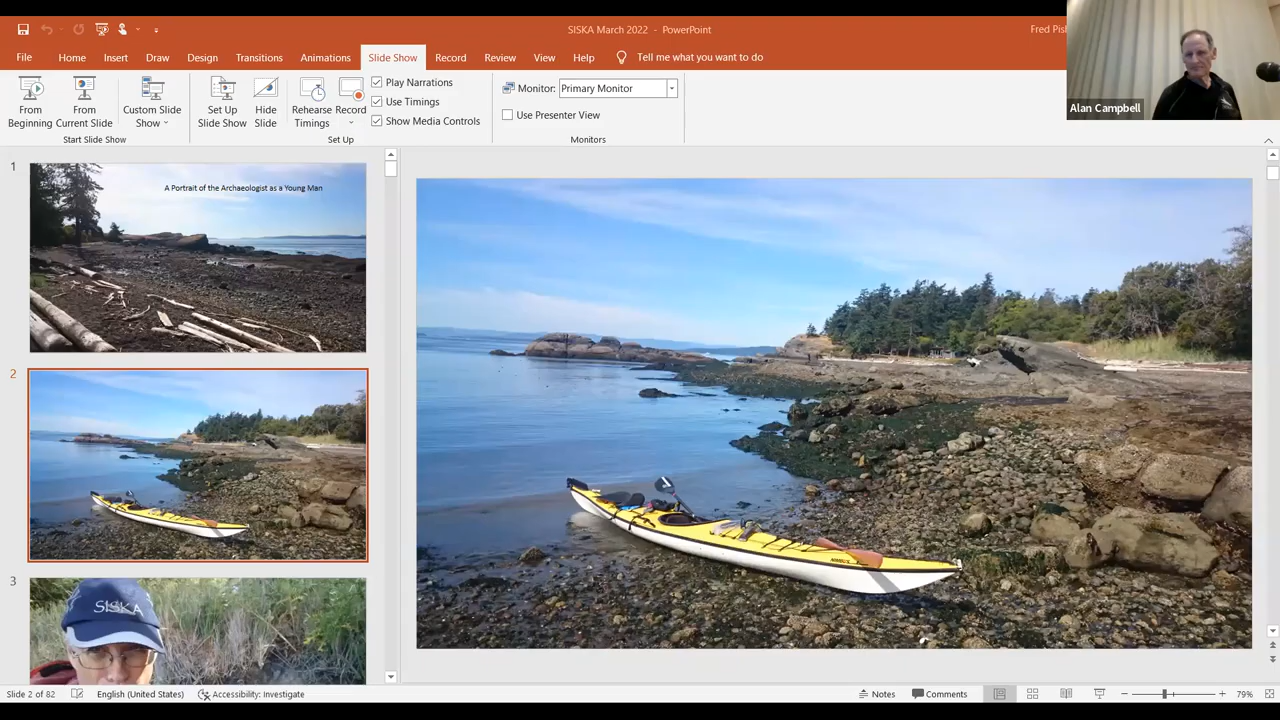 SISKA March 2022 - PowerPoint
Fred Pis
File Home Insert Draw Design Transitions Animations Slide Show Record Review View Help Tell me what you want to do
From Beginning
From Current Slide
Custom Slide Show
Set Up Slide Show
Hide Slide
Rehearse Timings
Record
Play Narrations
Use Timings
Show Media Controls
Monitor: Primary Monitor
Use Presenter View
Start Slide Show
Set Up
Monitors
Alan Campbell
1
A Portrait of the Archaeologist as a Young Man
2
3
SISKA
Slide 2 of 82 English (United States) Accessibility: Investigate Notes Comments 79%